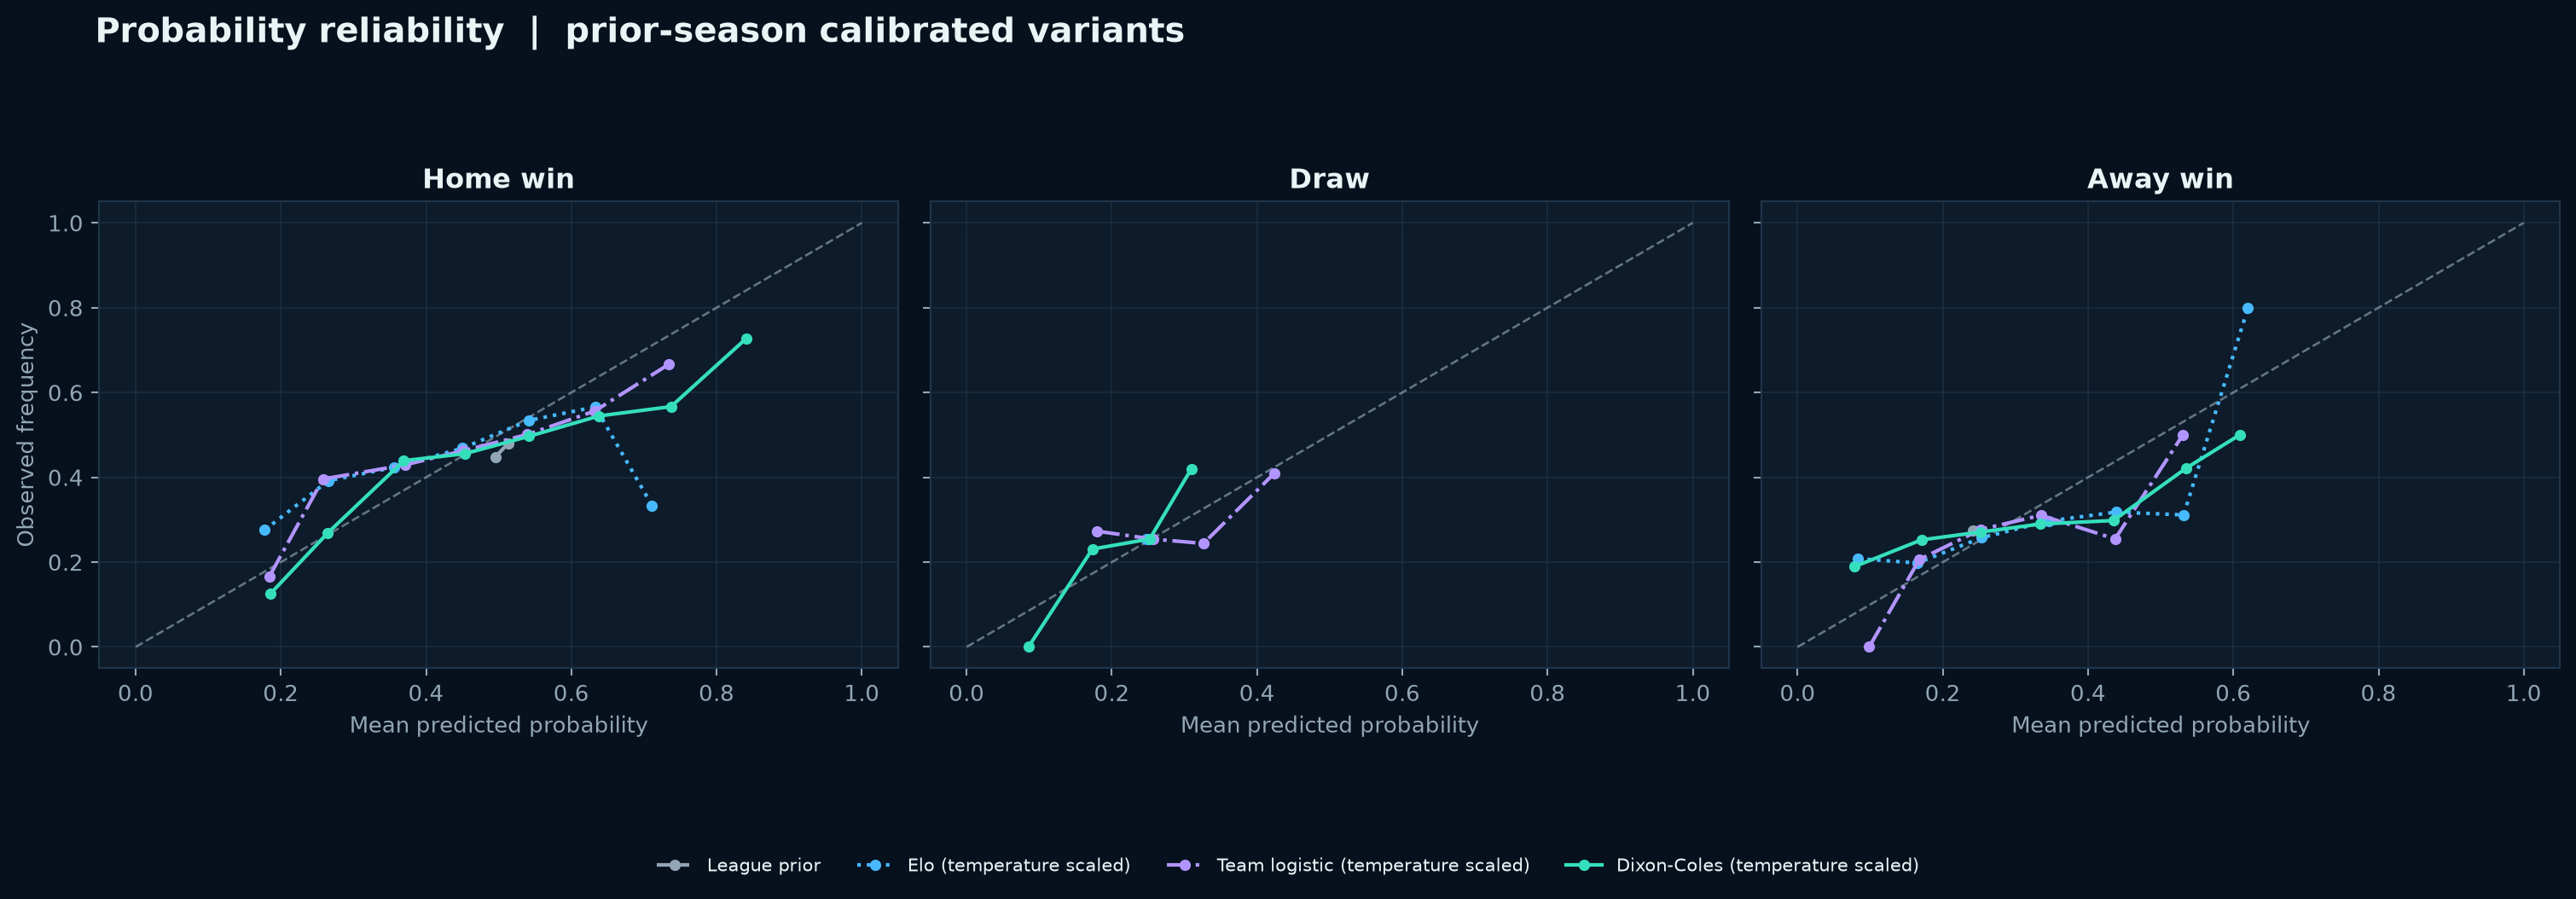 Probability reliability | prior-season calibrated variants
Home win
Draw
Away win
Observed frequency
1.0
0.8
0.6
0.4
0.2
0.0
0.0 0.2 0.4 0.6 0.8 1.0
0.0 0.2 0.4 0.6 0.8 1.0
0.0 0.2 0.4 0.6 0.8 1.0
Mean predicted probability
Mean predicted probability
Mean predicted probability
League prior
Elo (temperature scaled)
Team logistic (temperature scaled)
Dixon-Coles (temperature scaled)